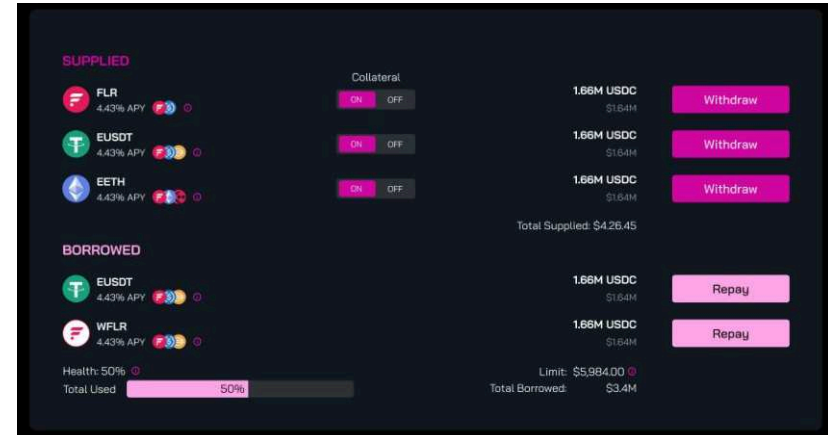 SUPPLIED
Collateral
FLR
4.43% APY
ON OFF
1.66M USDC
$1.64M
Withdraw
EUSDT
4.43% APY
ON OFF
1.66M USDC
$1.64M
Withdraw
EETH
4.43% APY
ON OFF
1.66M USDC
$1.64M
Withdraw
Total Supplied: $4.26.45
BORROWED
EUSDT
4.43% APY
1.66M USDC
$1.64M
Repay
WFLR
4.43% APY
1.66M USDC
$1.64M
Repay
Health: 50%
Limit: $5,984.00
Total Used 50%
Total Borrowed: $3.4M